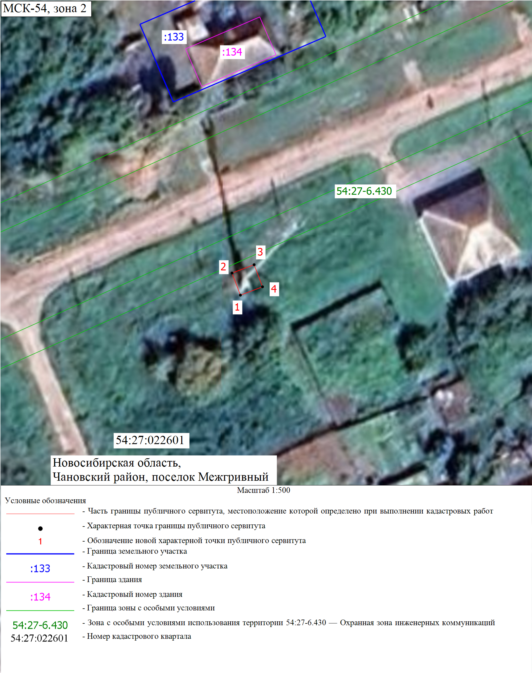 МСК-54, зона 2
:133
:134
54:27-6.430
3
2
4
1
54:27:022601
Новосибирская область,
Чановский район, поселок Межгривный
Масштаб 1:500
Условные обозначения
- Часть границы публичного сервитута, местоположение которой определено при выполнении кадастровых работ
- Характерная точка границы публичного сервитута
1 - Обозначение новой характерной точки публичного сервитута
- Граница земельного участка
:133 - Кадастровый номер земельного участка
- Граница здания
:134 - Кадастровый номер здания
- Граница зоны с особыми условиями
54:27-6.430 - Зона с особыми условиями использования территории 54:27-6.430 — Охранная зона инженерных коммуникаций
54:27:022601 - Номер кадастрового квартала